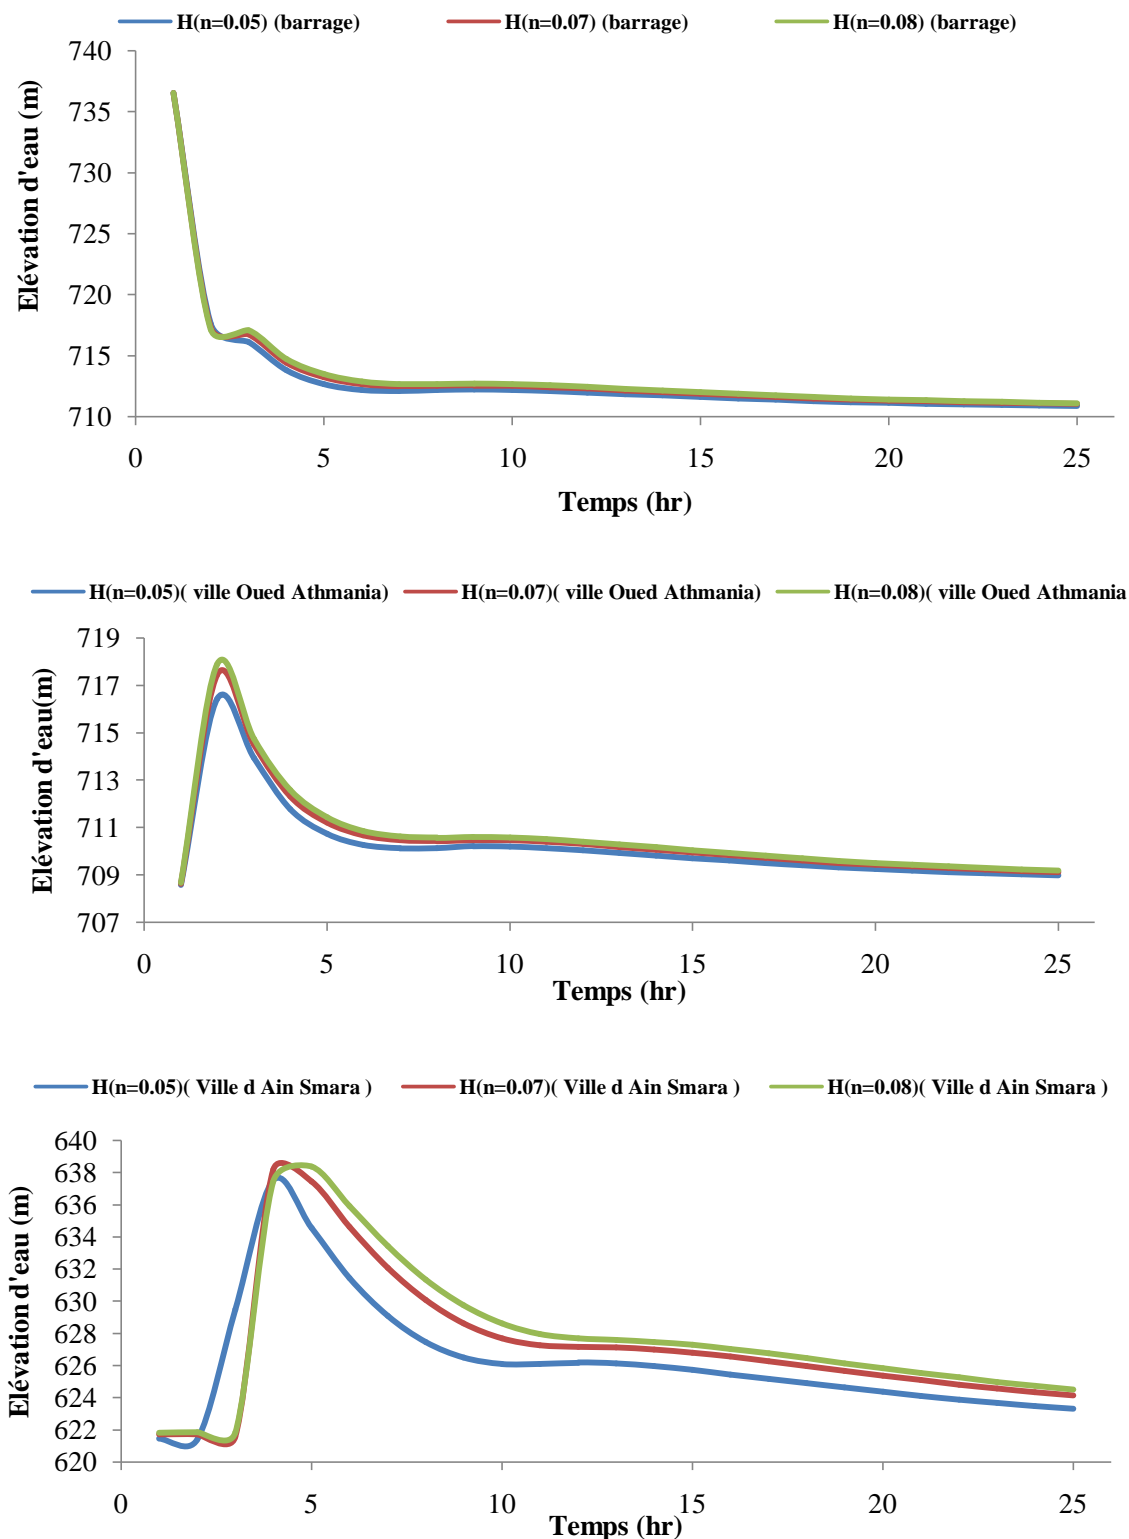 H(n=0.05) (barrage) H(n=0.07) (barrage) H(n=0.08) (barrage)
740
735
730
725
720
715
710
Elévation d'eau (m)
0 5 10 15 20 25
Temps (hr)
H(n=0.05)( ville Oued Athmania) H(n=0.07)( ville Oued Athmania) H(n=0.08)( ville Oued Athmania
719
717
715
713
711
709
707
Elévation d'eau(m)
0 5 10 15 20 25
Temps (hr)
H(n=0.05)( Ville d Ain Smara ) H(n=0.07)( Ville d Ain Smara ) H(n=0.08)( Ville d Ain Smara )
640
638
636
634
632
630
628
626
624
622
620
Elévation d'eau (m)
0 5 10 15 20 25
Temps (hr)